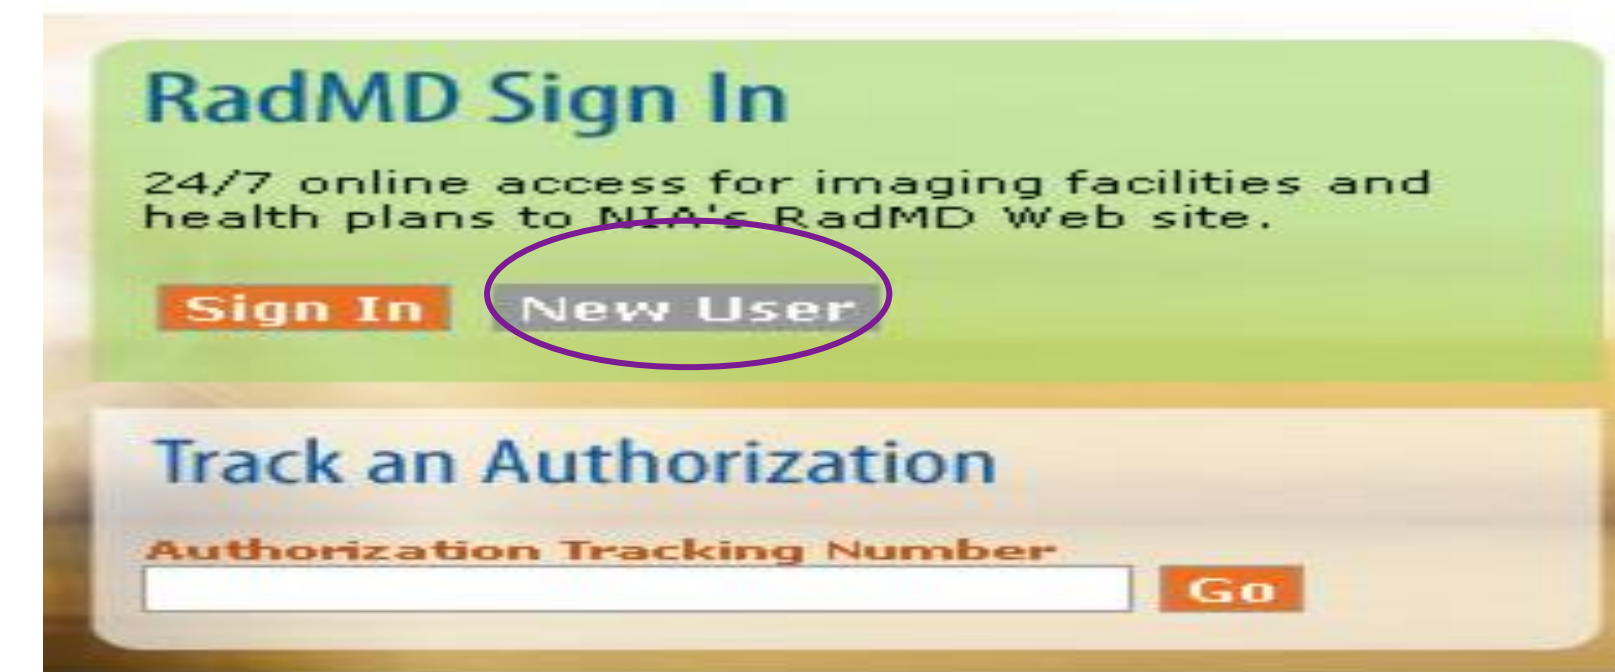 RadMD Sign In
24/7 online access for imaging facilities and
health plans to NIA's RadMD Web site.
Sign In New User
Track an Authorization
Authorization Tracking Number
Go